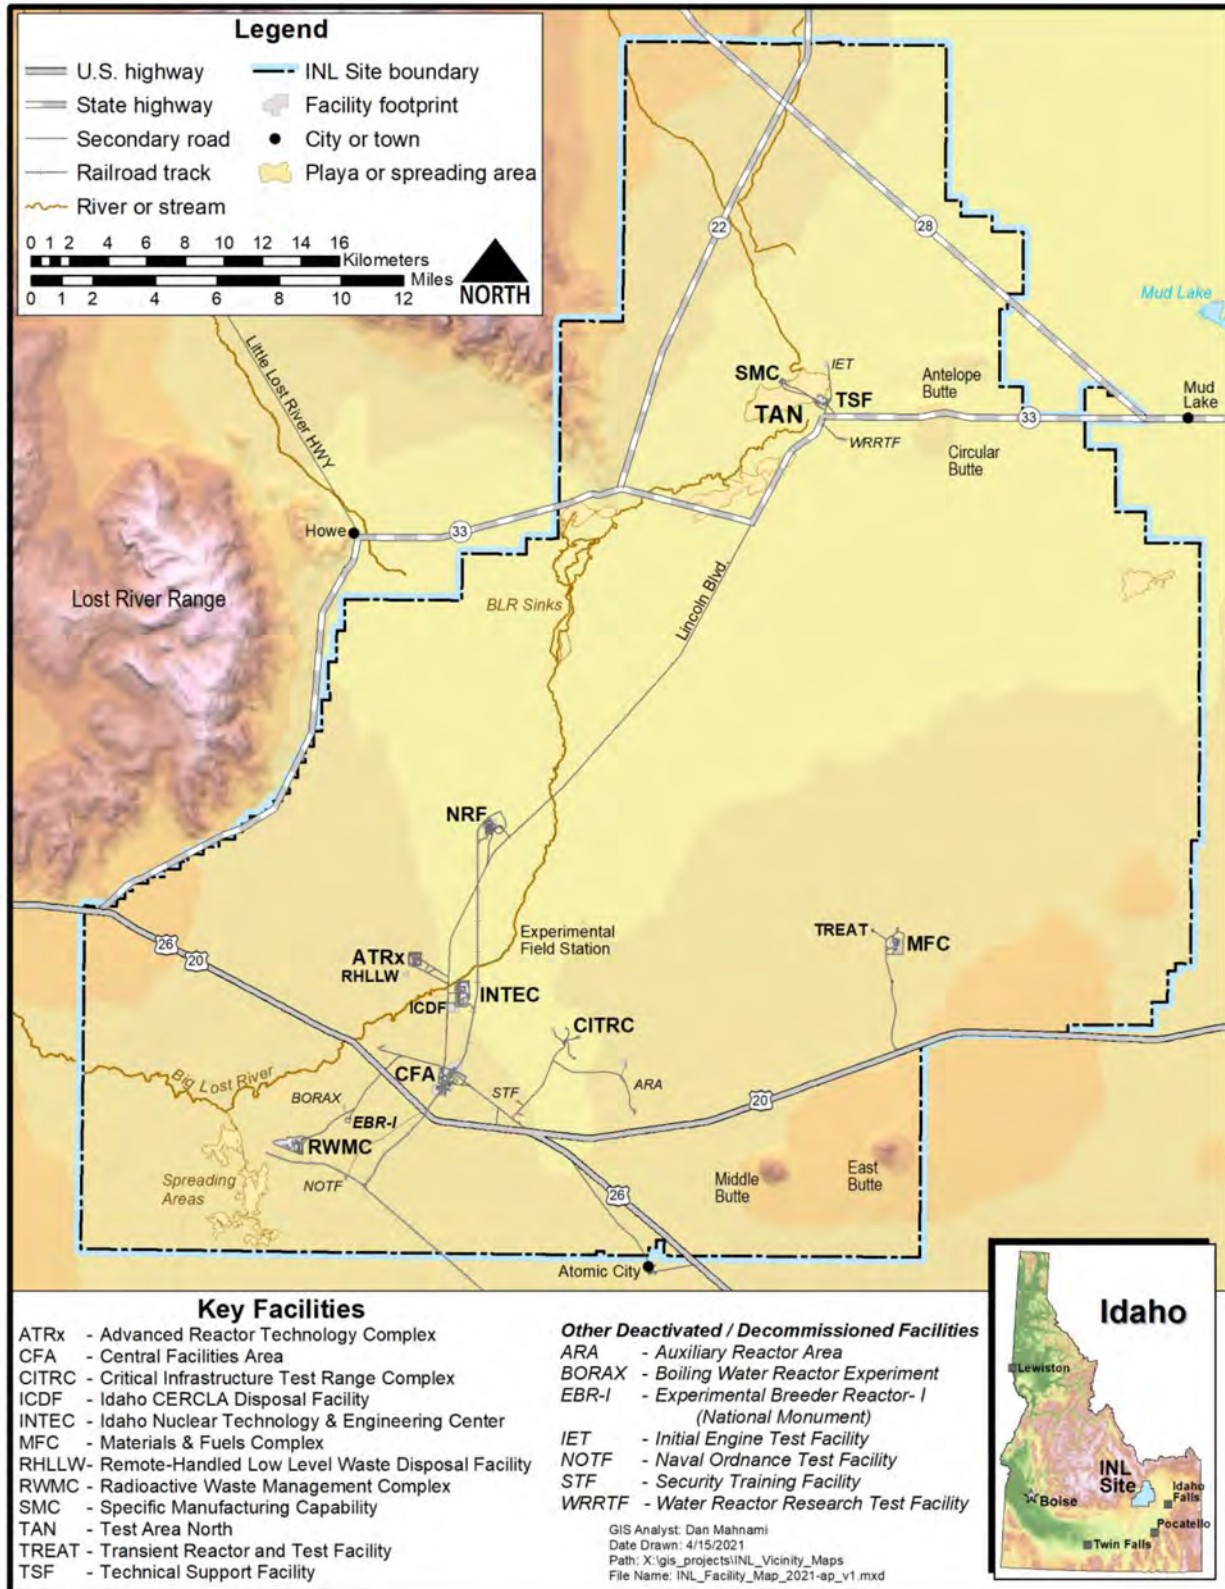 Legend
U.S. highway
State highway
Secondary road
Railroad track
River or stream
INL Site boundary
Facility footprint
City or town
Playa or spreading area
0 1 2 4 6 8 10 12 14 16
Kilometers
Miles
0 1 2 4 6 8 10 12
NORTH
22
28
Mud Lake
Little Lost River HWY
IET
SMC
TSF
TAN
Antelope
Butte
33
Mud
Lake
WRRTF
Circular
Butte
Howe
33
Lincoln Blvd.
BLR Sinks
Lost River Range
NRF
Experimental
Field Station
TREAT
MFC
26
20
ATRx
RHLLW
ICDF
INTEC
CITRC
CFA
Big Lost River
STF
ARA
BORAX
EBR-I
20
RWMC
NOTF
Spreading
Areas
Middle
Butte
East
Butte
26
Atomic City
Key Facilities
ATRx - Advanced Reactor Technology Complex
CFA - Central Facilities Area
CITRC - Critical Infrastructure Test Range Complex
ICDF - Idaho CERCLA Disposal Facility
INTEC - Idaho Nuclear Technology & Engineering Center
MFC - Materials & Fuels Complex
RHLLW- Remote-Handled Low Level Waste Disposal Facility
RWMC - Radioactive Waste Management Complex
SMC - Specific Manufacturing Capability
TAN - Test Area North
TREAT - Transient Reactor and Test Facility
TSF - Technical Support Facility
Other Deactivated / Decommissioned Facilities
ARA - Auxiliary Reactor Area
BORAX - Boiling Water Reactor Experiment
EBR-I - Experimental Breeder Reactor- I
(National Monument)
IET - Initial Engine Test Facility
NOTF - Naval Ordnance Test Facility
STF - Security Training Facility
WRRTF - Water Reactor Research Test Facility
GIS Analyst: Dan Mahnami
Date Drawn: 4/15/2021
Path: X:\gis_projects\INL_Vicinity_Maps
File Name: INL_Facility_Map_2021-ap_v1.mxd
Idaho
Lewiston
INL
Site
Boise
Idaho
Falls
Pocatello
Twin Falls